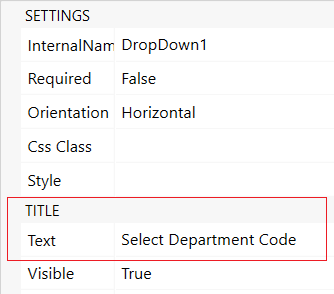 SETTINGS
InternalNam DropDown1
Required False
Orientation Horizontal
Css Class
Style
TITLE
Text Select Department Code
Visible True